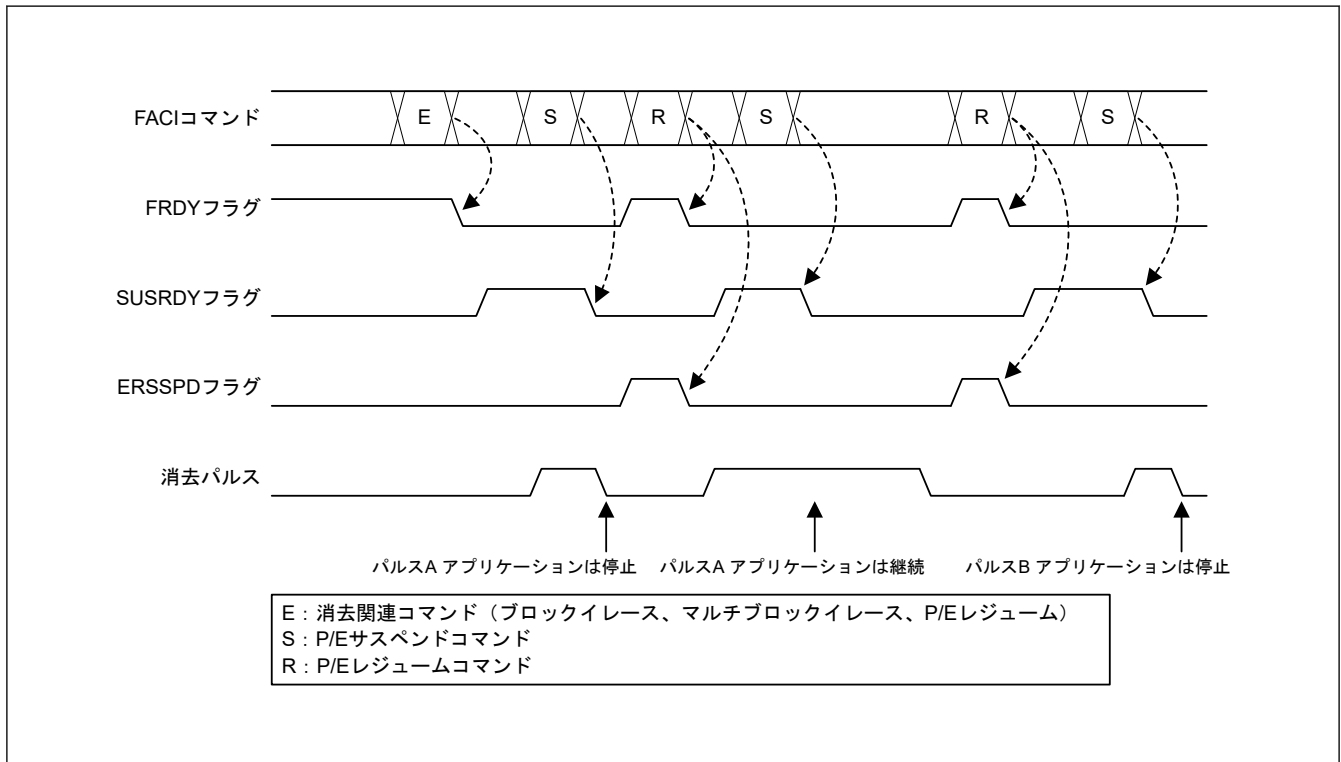 FACIコマンド
E S R S R S
FRDYフラグ
SUSRDYフラグ
ERSSPDフラグ
消去パルス
パルスA アプリケーションは停止 パルスA アプリケーションは継続 パルスB アプリケーションは停止
E：消去関連コマンド（ブロックイレース、マルチブロックイレース、P/Eレジューム）
S：P/Eサスペンドコマンド
R：P/Eレジュームコマンド